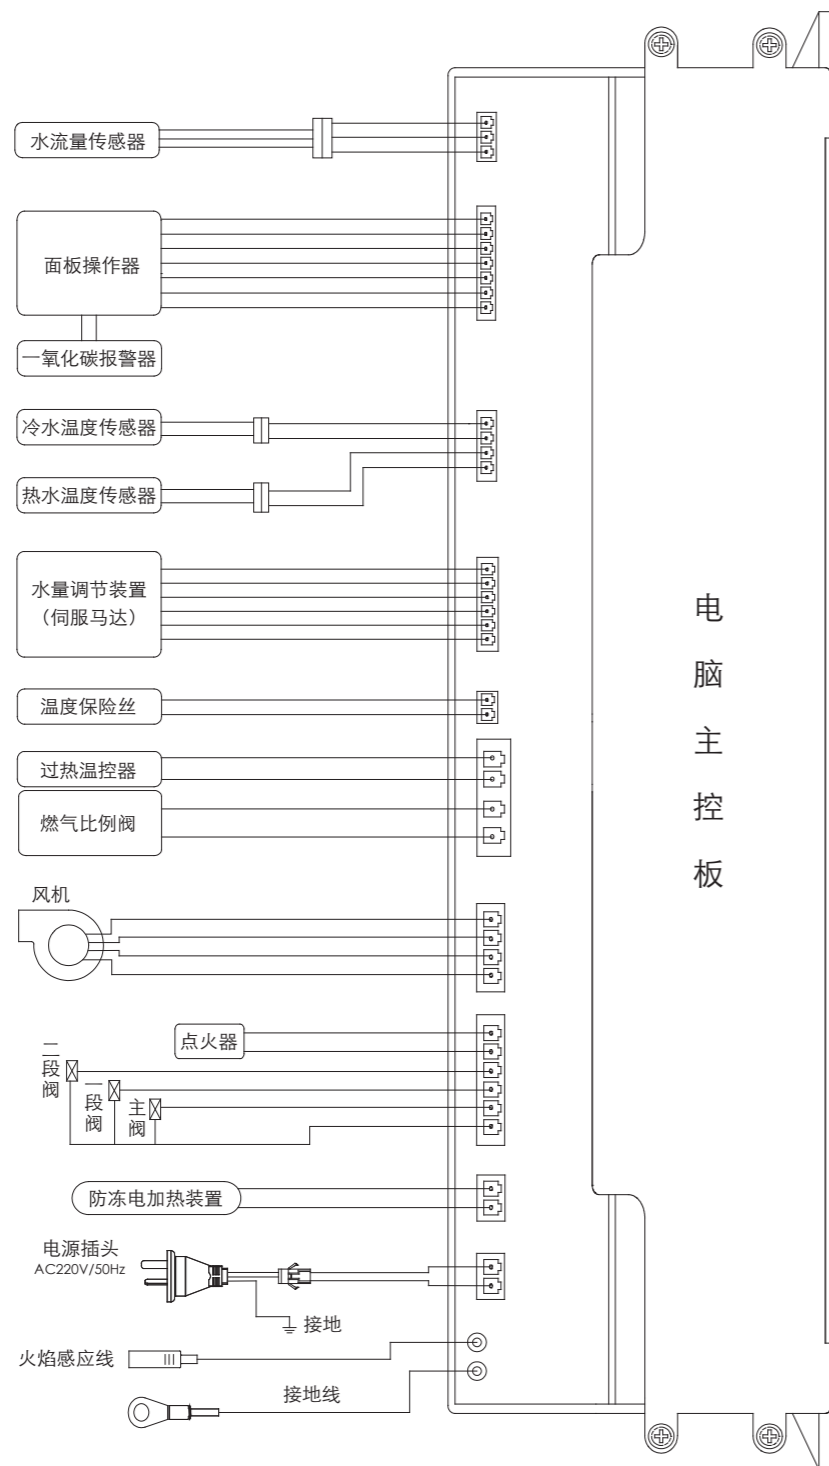 水流量传感器
面板操作器
一氧化碳报警器
冷水温度传感器
热水温度传感器
水量调节装置
（伺服马达）
温度保险丝
过热温控器
燃气比例阀
风机
点火器
二段阀
一段阀
主阀
防冻电加热装置
电源插头
AC220V/50Hz
接地
火焰感应线
接地线
电脑主控板